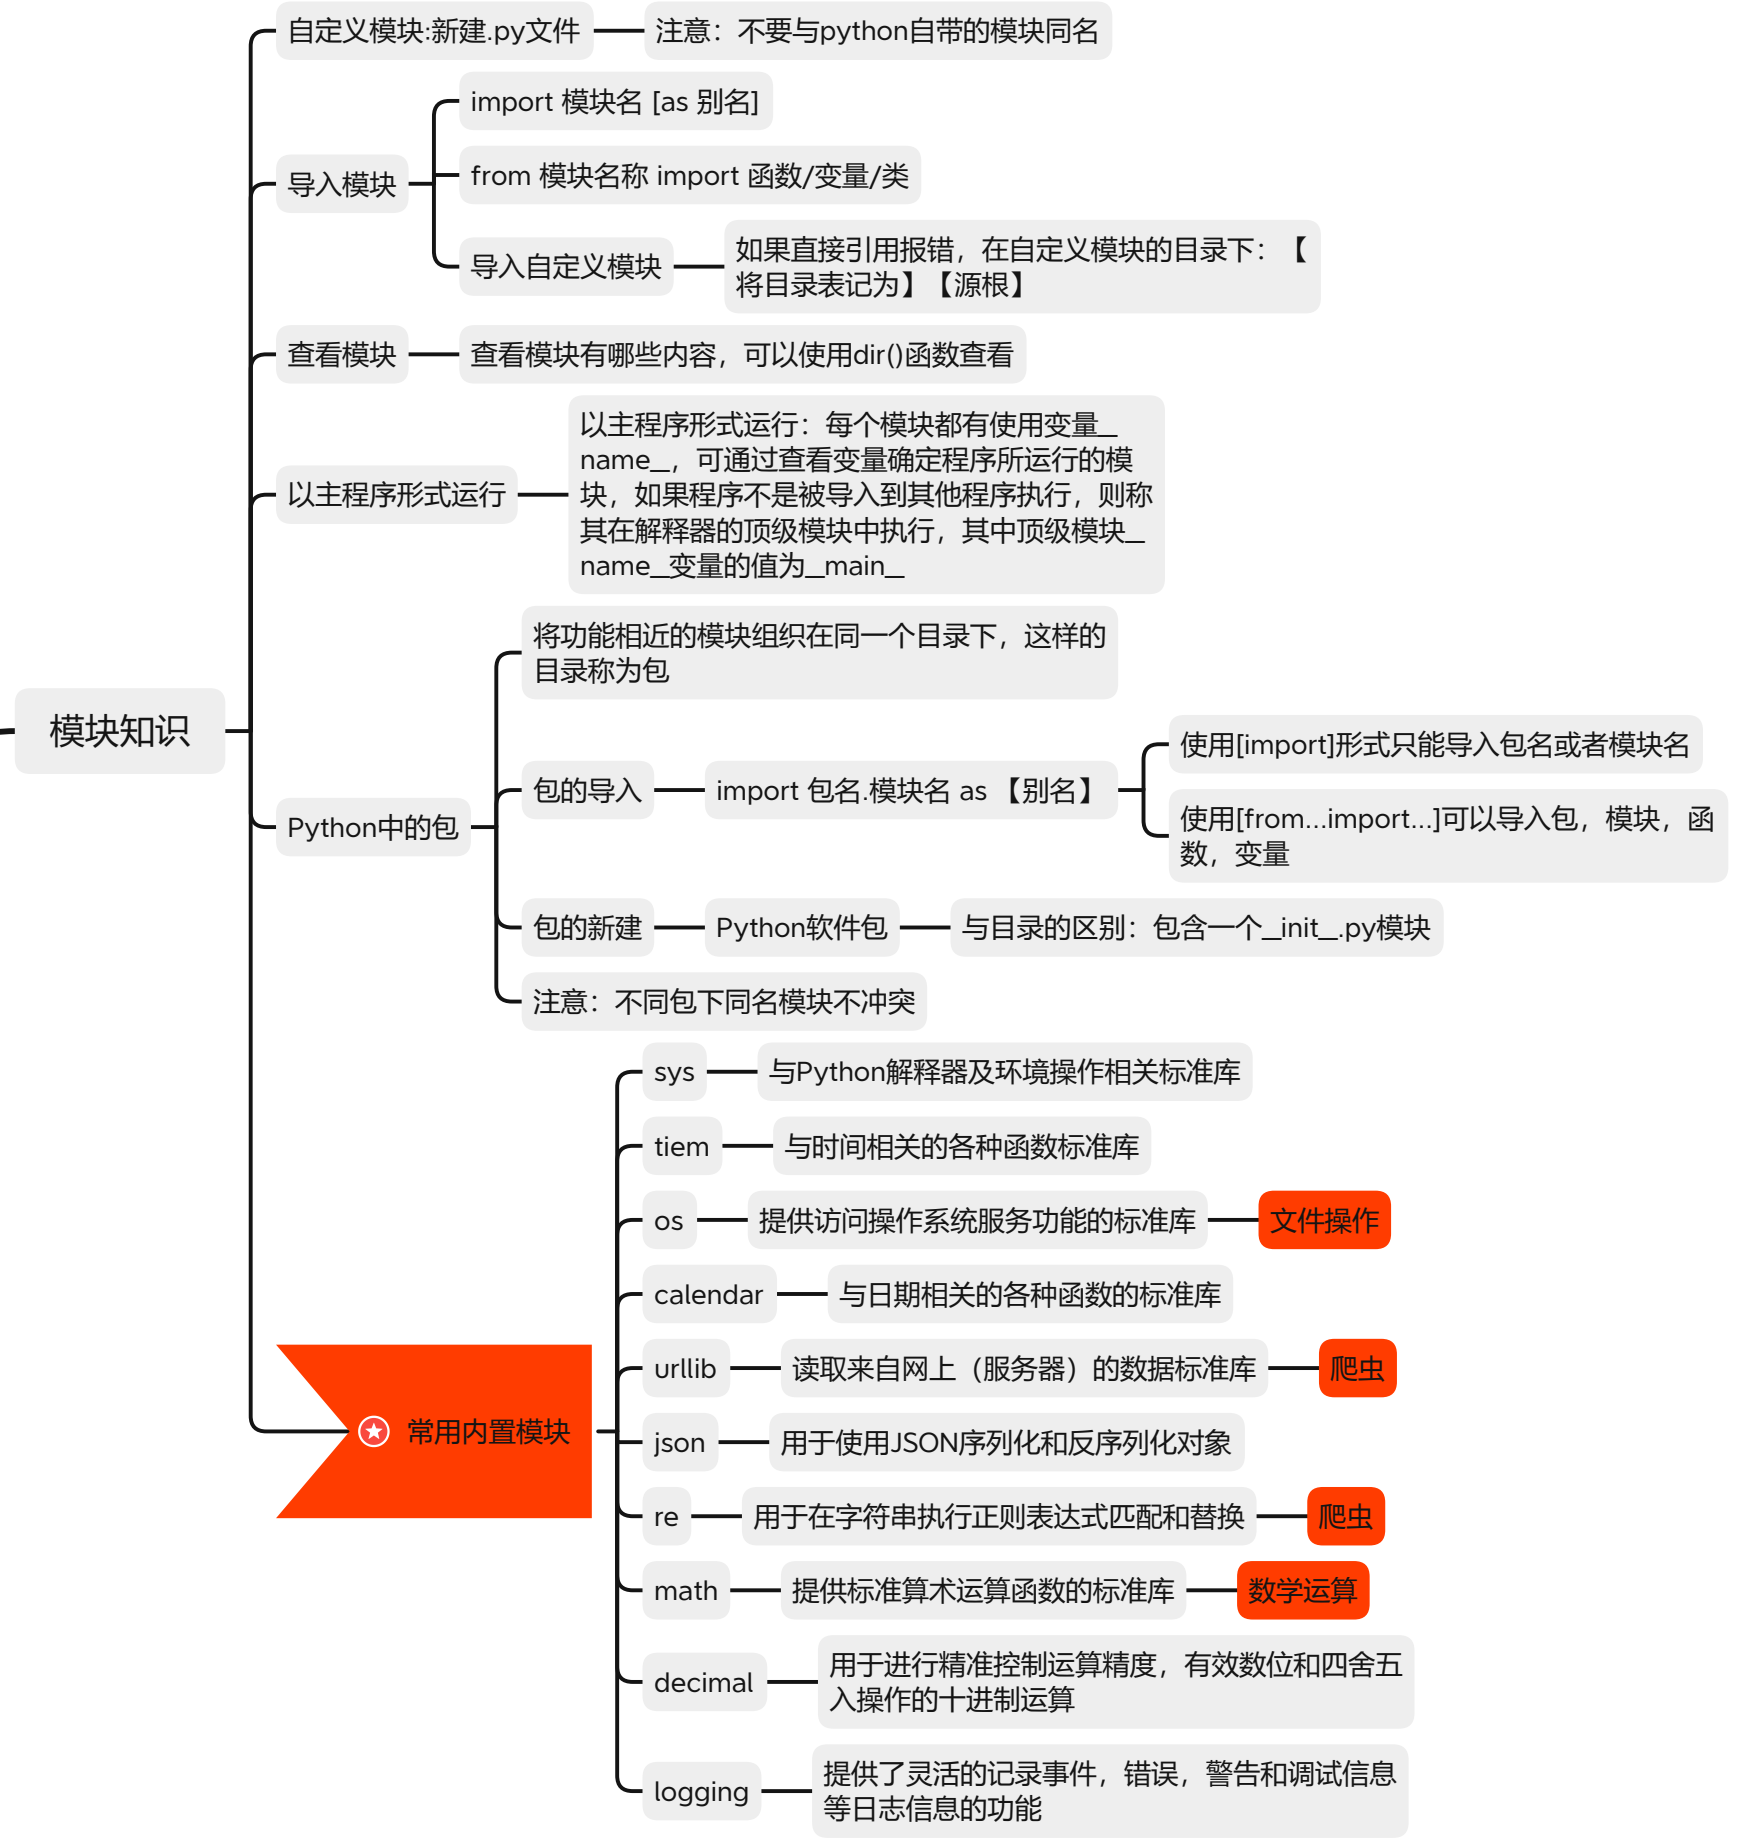 自定义模块:新建.py文件
注意：不要与python自带的模块同名
导入模块
import 模块名 [as 别名]
from 模块名称 import 函数/变量/类
导入自定义模块
如果直接引用报错，在自定义模块的目录下：【
将目录表记为】【源根】
查看模块
查看模块有哪些内容，可以使用dir()函数查看
以主程序形式运行
以主程序形式运行：每个模块都有使用变量__
name__，可通过查看变量确定程序所运行的模
块，如果程序不是被导入到其他程序执行，则称
其在解释器的顶级模块中执行，其中顶级模块__
name__变量的值为__main__
模块知识
Python中的包
将功能相近的模块组织在同一个目录下，这样的
目录称为包
包的导入
import 包名.模块名 as 【别名】
使用[import]形式只能导入包名或者模块名
使用[from...import...]可以导入包，模块，函
数，变量
包的新建
Python软件包
与目录的区别：包含一个__init__.py模块
注意：不同包下同名模块不冲突
常用内置模块
sys
与Python解释器及环境操作相关标准库
tiem
与时间相关的各种函数标准库
os
提供访问操作系统服务功能的标准库
文件操作
calendar
与日期相关的各种函数的标准库
urllib
读取来自网上（服务器）的数据标准库
爬虫
json
用于使用JSON序列化和反序列化对象
re
用于在字符串执行正则表达式匹配和替换
爬虫
math
提供标准算术运算函数的标准库
数学运算
decimal
用于进行精准控制运算精度，有效数位和四舍五
入操作的十进制运算
logging
提供了灵活的记录事件，错误，警告和调试信息
等日志信息的功能